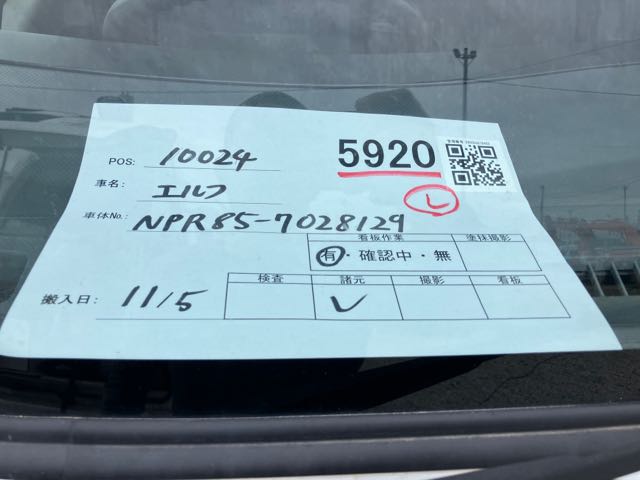 POS: 10024
5920
車名: エルフ
L
車体No.: NPR85-7028129
看板作業 塗抹撮影
有・確認中・無
検査 諸元 撮影 看板
搬入日: 11/5 ✓